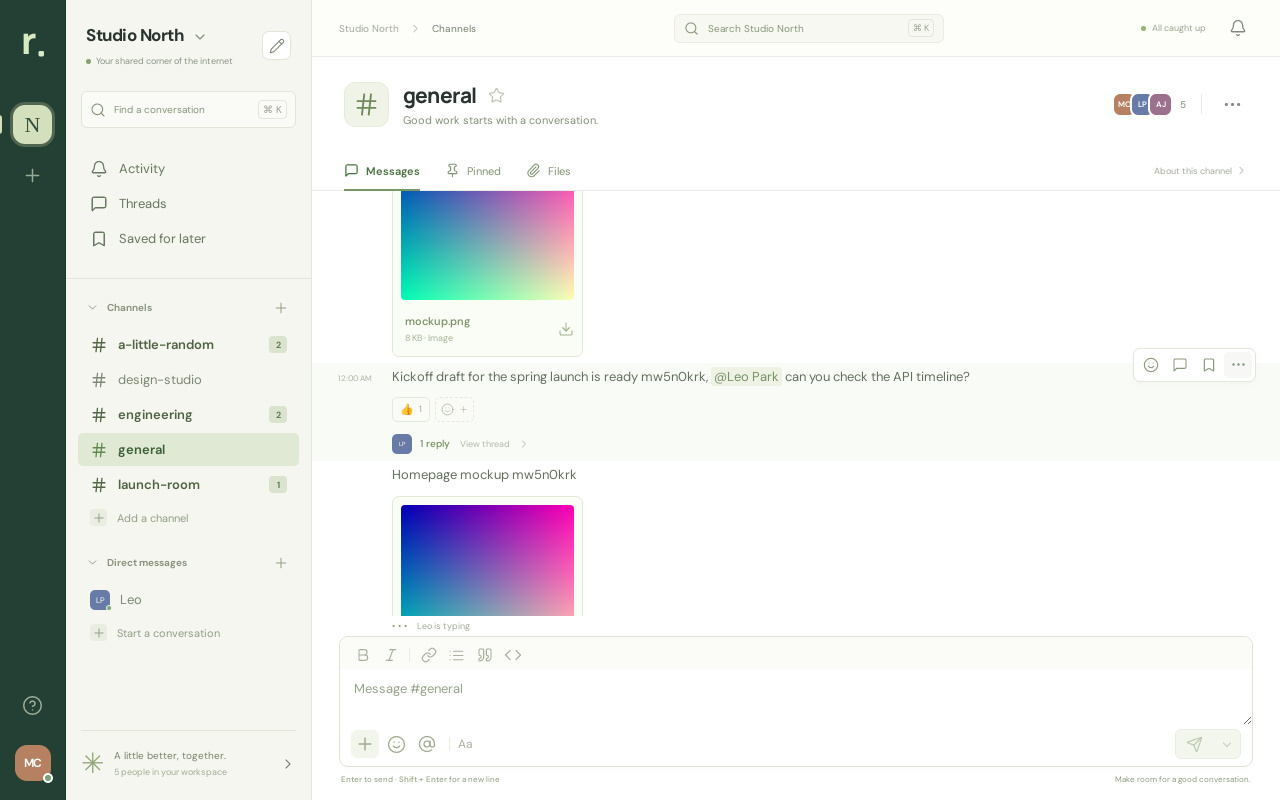 r.
N
MC
Studio North
Your shared corner of the internet
Find a conversation
⌘ K
Activity
Threads
Saved for later
Channels
a-little-random
2
design-studio
engineering
2
general
launch-room
1
Add a channel
Direct messages
LP
Leo
Start a conversation
A little better, together.
5 people in your workspace
Studio North
Channels
Search Studio North
⌘ K
All caught up
general
Good work starts with a conversation.
MC
LP
AJ
5
Messages
Pinned
Files
About this channel
mockup.png
8 KB · Image
12:00 AM
Kickoff draft for the spring launch is ready mw5n0krk, @Leo Park can you check the API timeline?
👍 1
+
LP
1 reply
View thread
Homepage mockup mw5n0krk
Leo is typing
B
I
Message #general
Aa
Enter to send · Shift + Enter for a new line
Make room for a good conversation.